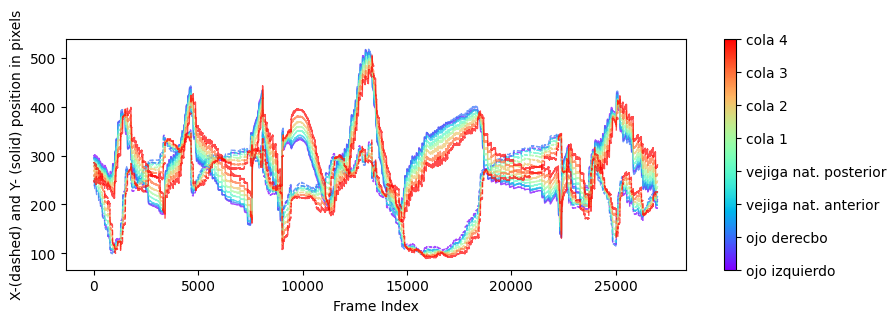 X-(dashed) and Y- (solid) position in pixels
500
400
300
200
100
0
5000
10000
15000
20000
25000
Frame Index
cola 4
cola 3
cola 2
cola 1
vejiga nat. posterior
vejiga nat. anterior
ojo derecbo
ojo izquierdo